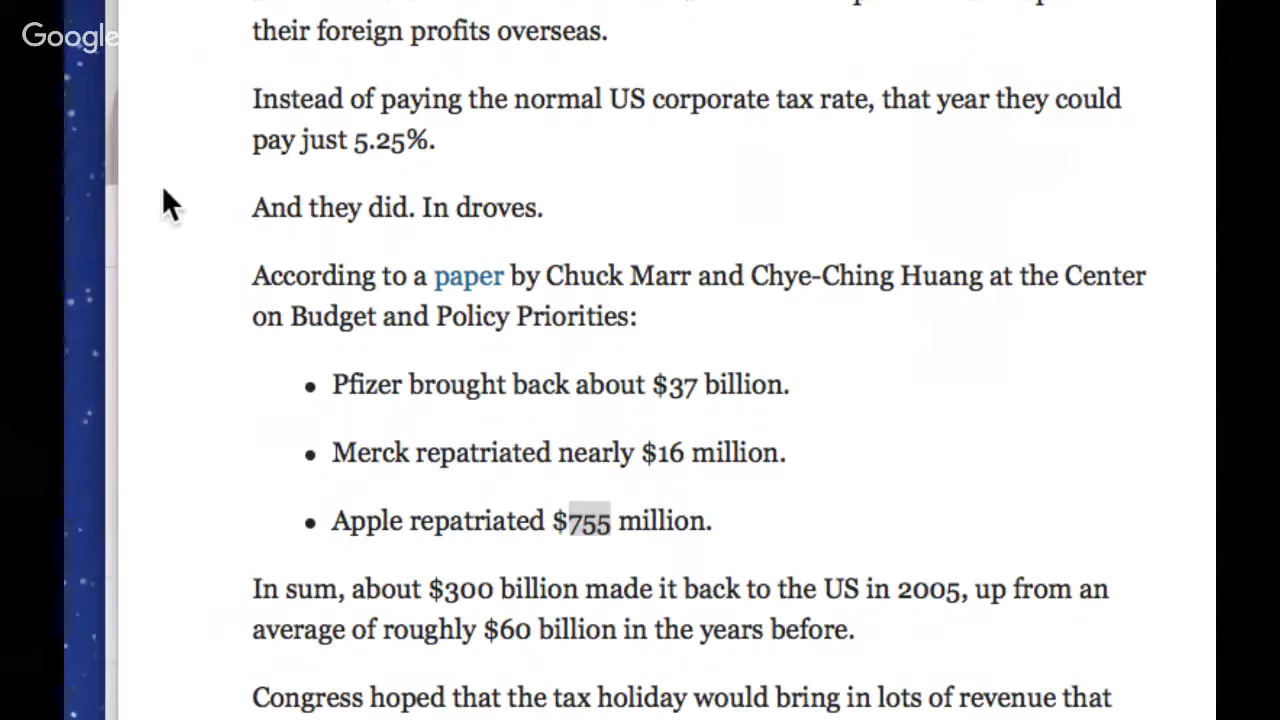 Google
their foreign profits overseas.
Instead of paying the normal US corporate tax rate, that year they could
pay just 5.25%.
And they did. In droves.
According to a paper by Chuck Marr and Chye-Ching Huang at the Center
on Budget and Policy Priorities:
• Pfizer brought back about $37 billion.
• Merck repatriated nearly $16 million.
• Apple repatriated $755 million.
In sum, about $300 billion made it back to the US in 2005, up from an
average of roughly $60 billion in the years before.
Congress hoped that the tax holiday would bring in lots of revenue that